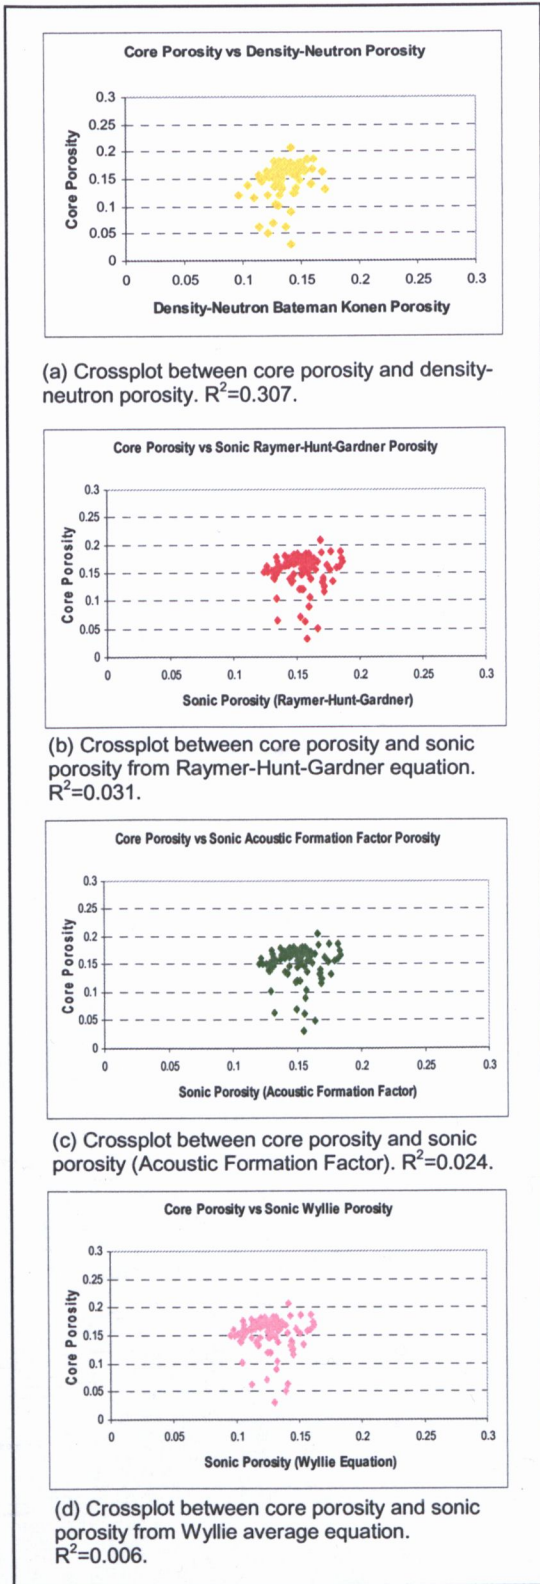 Core Porosity vs Density-Neutron Porosity
Core Porosity
0.3
0.25
0.2
0.15
0.1
0.05
0
0 0.05 0.1 0.15 0.2 0.25 0.3
Density-Neutron Bateman Konen Porosity
(a) Crossplot between core porosity and density-
neutron porosity. R²=0.307.
Core Porosity vs Sonic Raymer-Hunt-Gardner Porosity
Core Porosity
0.3
0.25
0.2
0.15
0.1
0.05
0
0 0.05 0.1 0.15 0.2 0.25 0.3
Sonic Porosity (Raymer-Hunt-Gardner)
(b) Crossplot between core porosity and sonic
porosity from Raymer-Hunt-Gardner equation.
R²=0.031.
Core Porosity vs Sonic Acoustic Formation Factor Porosity
Core Porosity
0.3
0.25
0.2
0.15
0.1
0.05
0
0 0.05 0.1 0.15 0.2 0.25 0.3
Sonic Porosity (Acoustic Formation Factor)
(c) Crossplot between core porosity and sonic
porosity (Acoustic Formation Factor). R²=0.024.
Core Porosity vs Sonic Wyllie Porosity
Core Porosity
0.3
0.25
0.2
0.15
0.1
0.05
0
0 0.05 0.1 0.15 0.2 0.25 0.3
Sonic Porosity (Wyllie Equation)
(d) Crossplot between core porosity and sonic
porosity from Wyllie average equation.
R²=0.006.